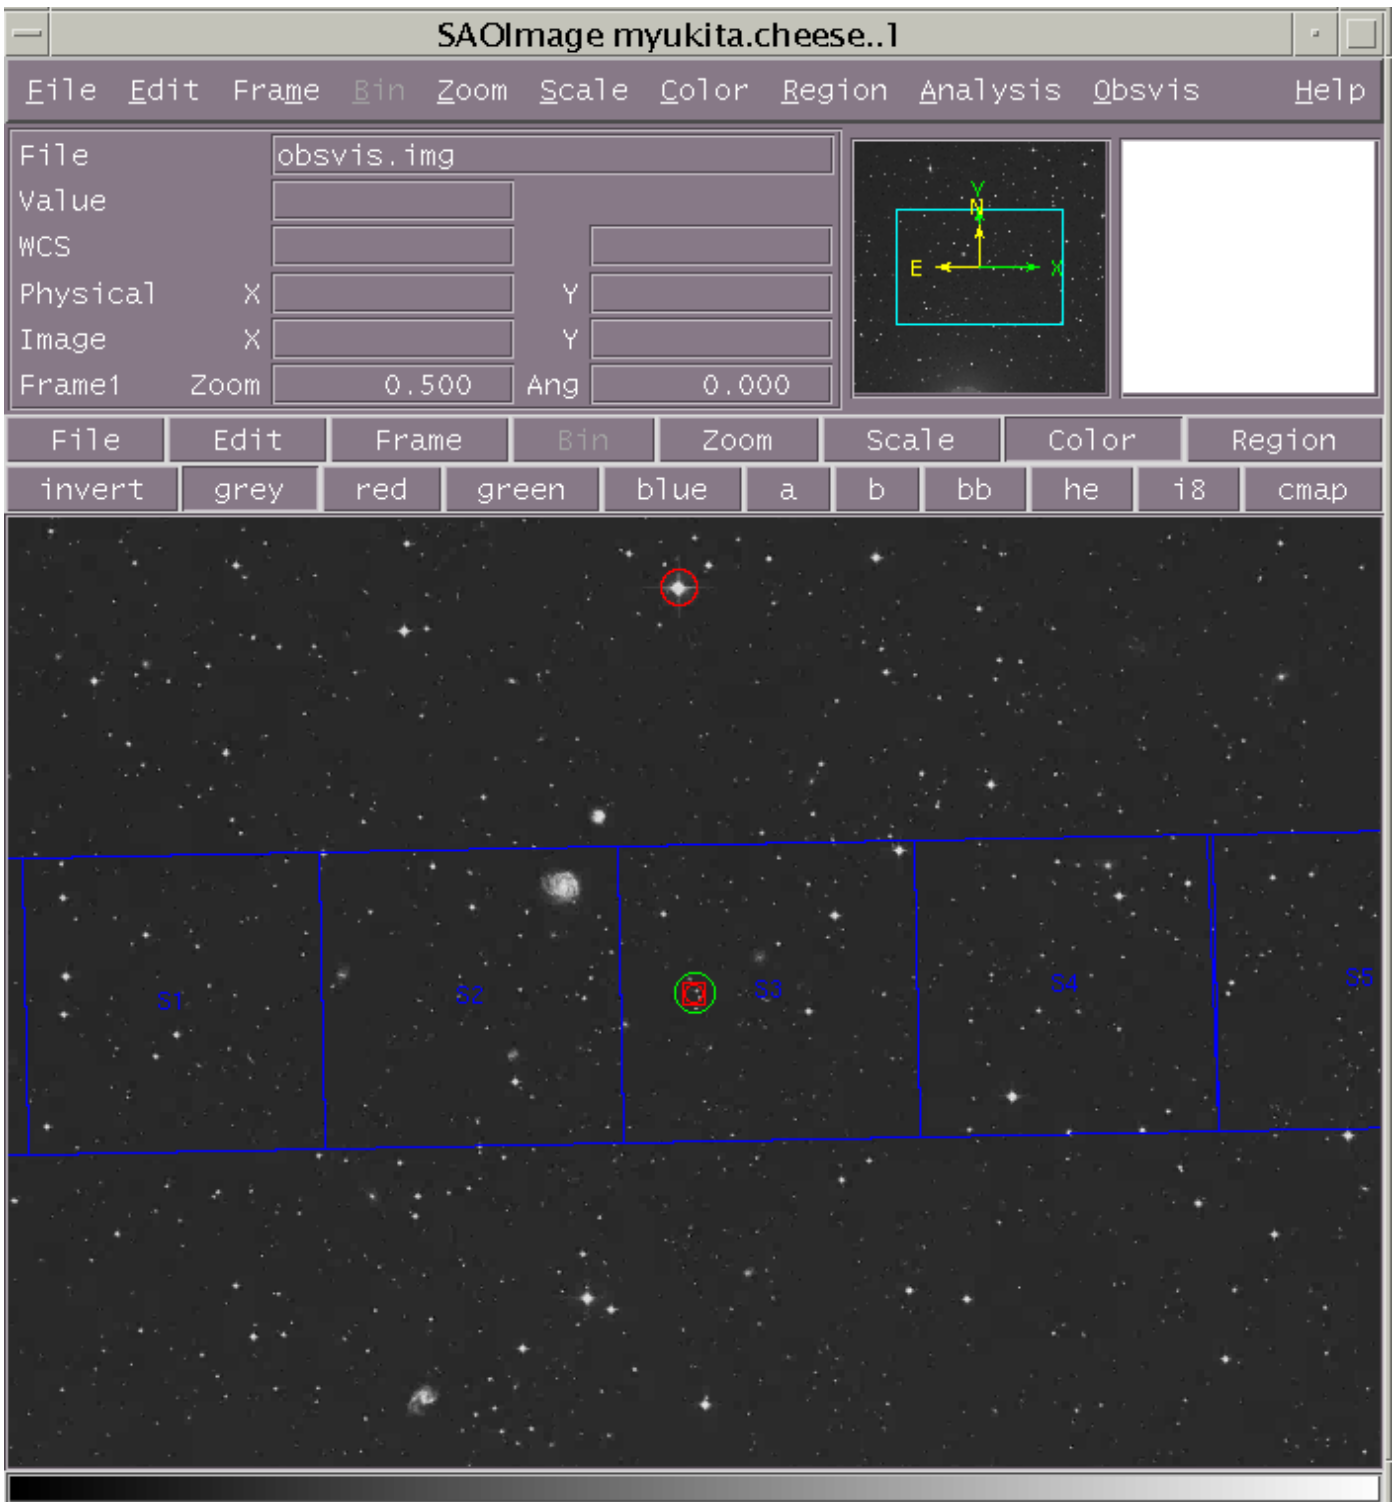 SAOImage myukita.cheese..1
File Edit Frame Bin Zoom Scale Color Region Analysis Obsvis Help
File obsvis.img
Value
WCS
Physical X Y
Image X Y
Frame1 Zoom 0.500 Ang 0.000
Y
N
E X
File Edit Frame Bin Zoom Scale Color Region
invert grey red green blue a b bb he i8 cmap
S1 S2 S3 S4 S5